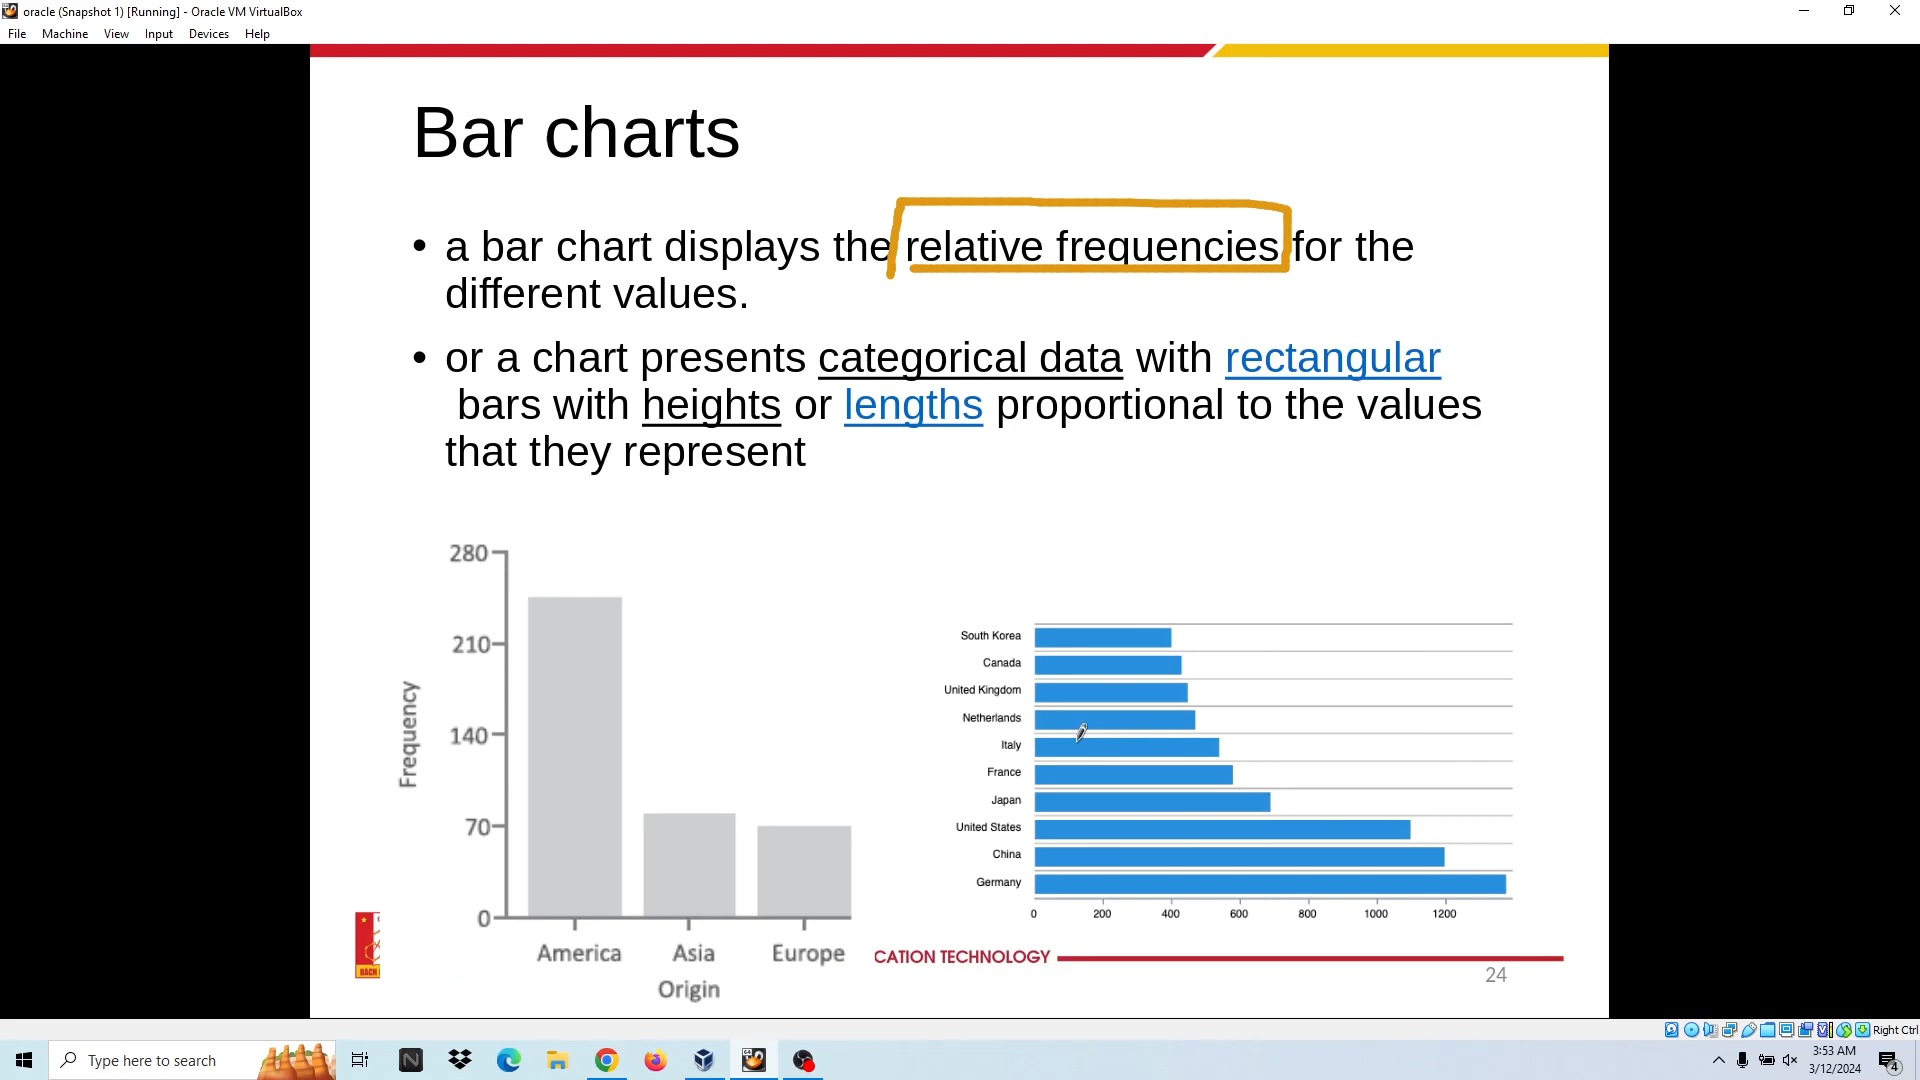 oracle (Snapshot 1) [Running] - Oracle VM VirtualBox
File Machine View Input Devices Help
Bar charts
• a bar chart displays the relative frequencies for the
different values.
• or a chart presents categorical data with rectangular
bars with heights or lengths proportional to the values
that they represent
280
210
140
70
0
Frequency
America Asia Europe
Origin
South Korea
Canada
United Kingdom
Netherlands
Italy
France
Japan
United States
China
Germany
0 200 400 600 800 1000 1200
BÁCH
CATION TECHNOLOGY
24
Right Ctrl
Type here to search
3:53 AM
3/12/2024
4